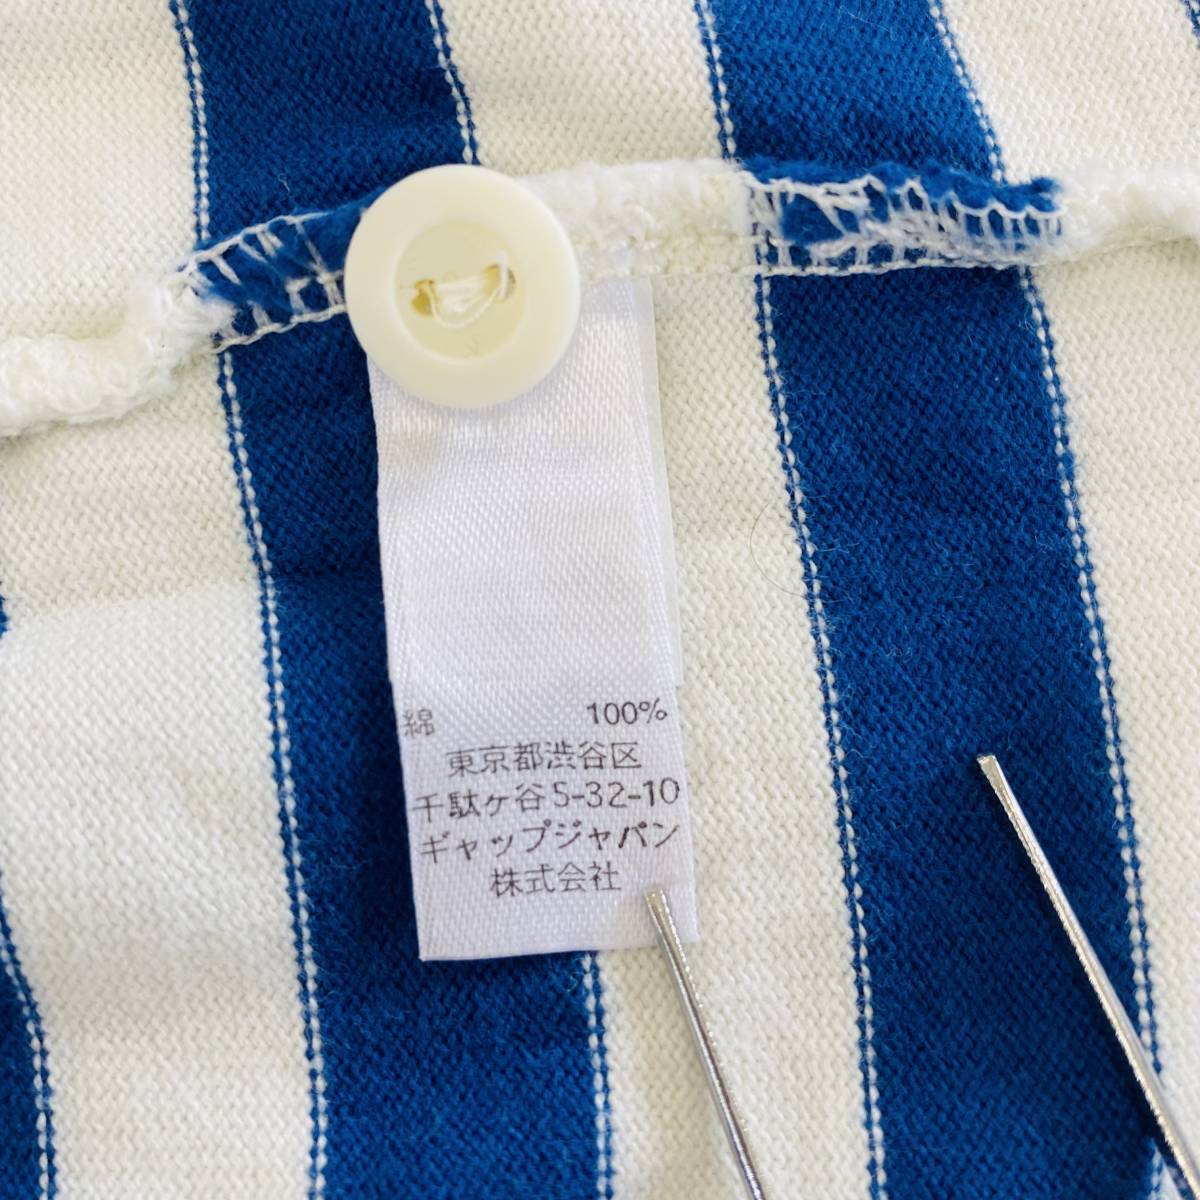 綿 100%
東京都渋谷区
千駄ヶ谷5-32-10
ギャップジャパン
株式会社